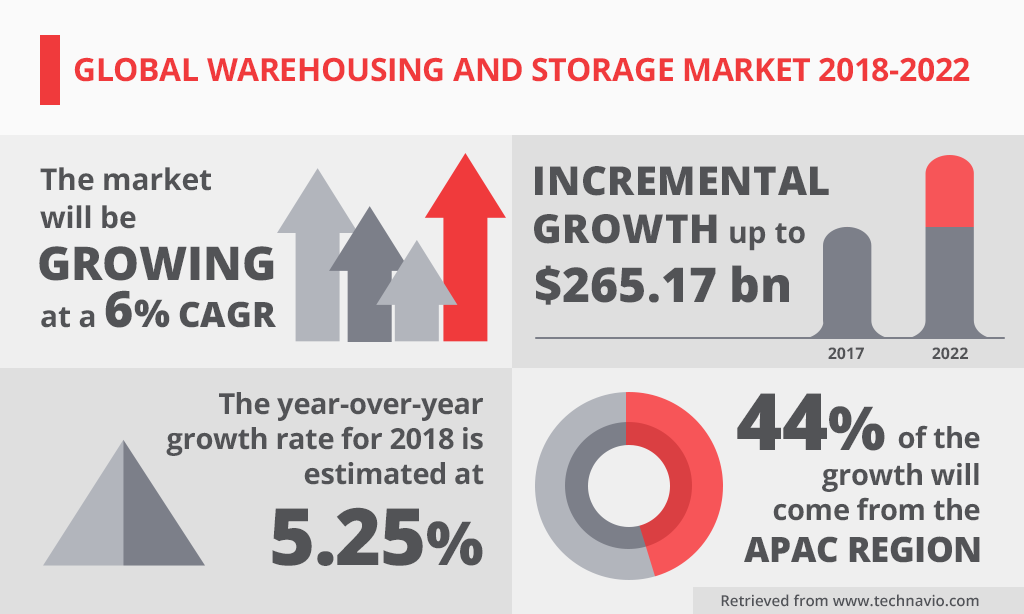 GLOBAL WAREHOUSING AND STORAGE MARKET 2018-2022
The market
will be
GROWING
at a 6% CAGR
INCREMENTAL
GROWTH up to
$265.17 bn
2017
2022
The year-over-year
growth rate for 2018 is
estimated at
5.25%
44% of the
growth will
come from the
APAC REGION
Retrieved from www.technavio.com